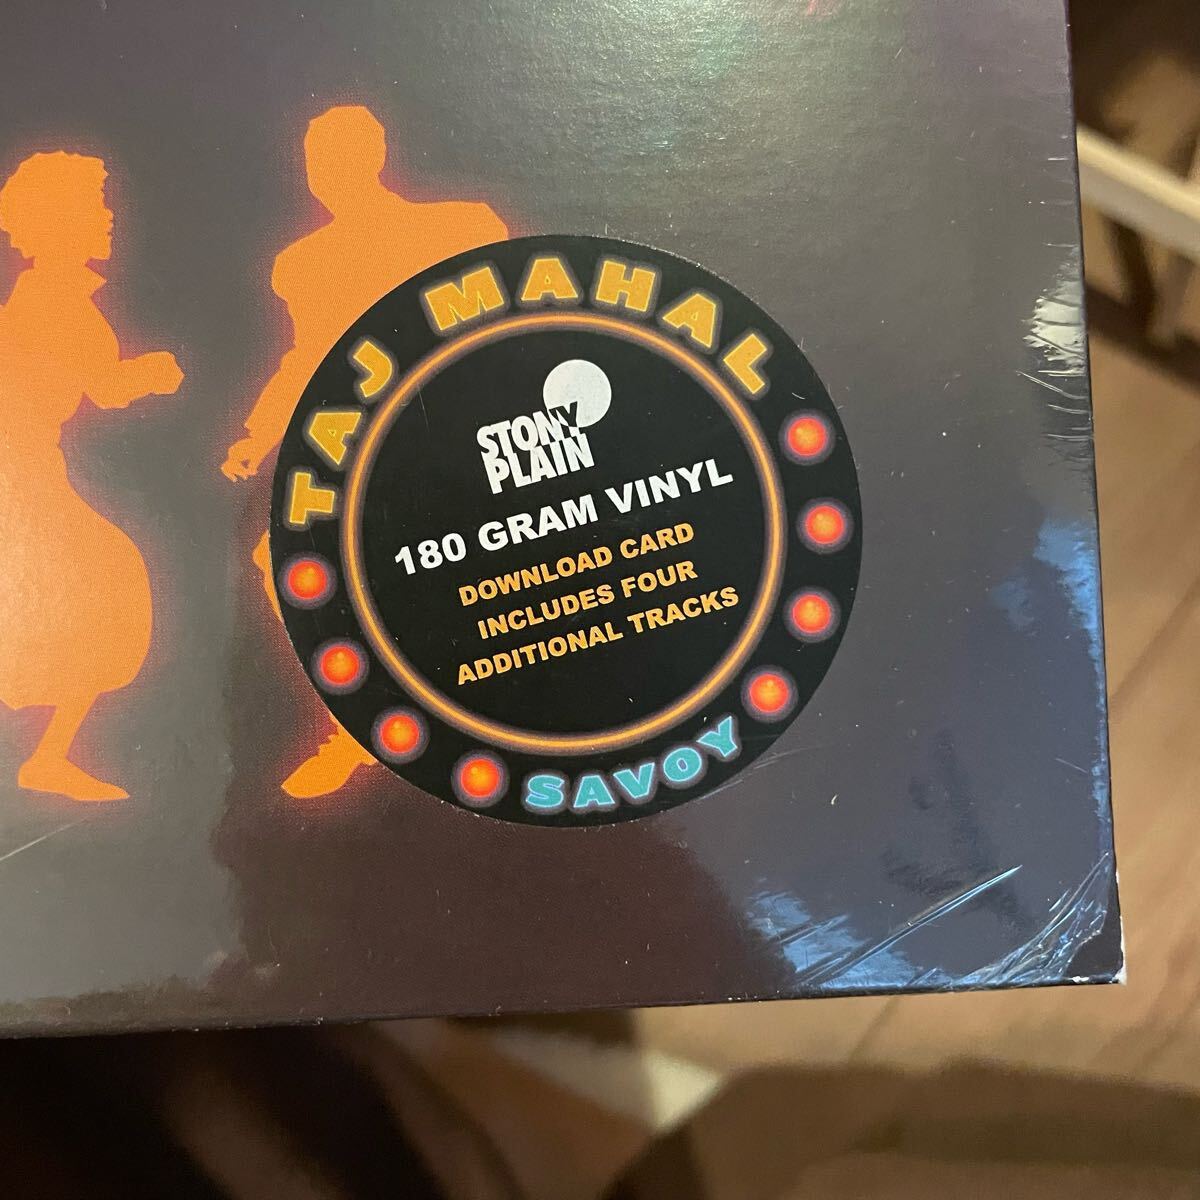 TAJ MAHAL
STONY
PLAIN
180 GRAM VINYL
DOWNLOAD CARD
INCLUDES FOUR
ADDITIONAL TRACKS
SAVOY